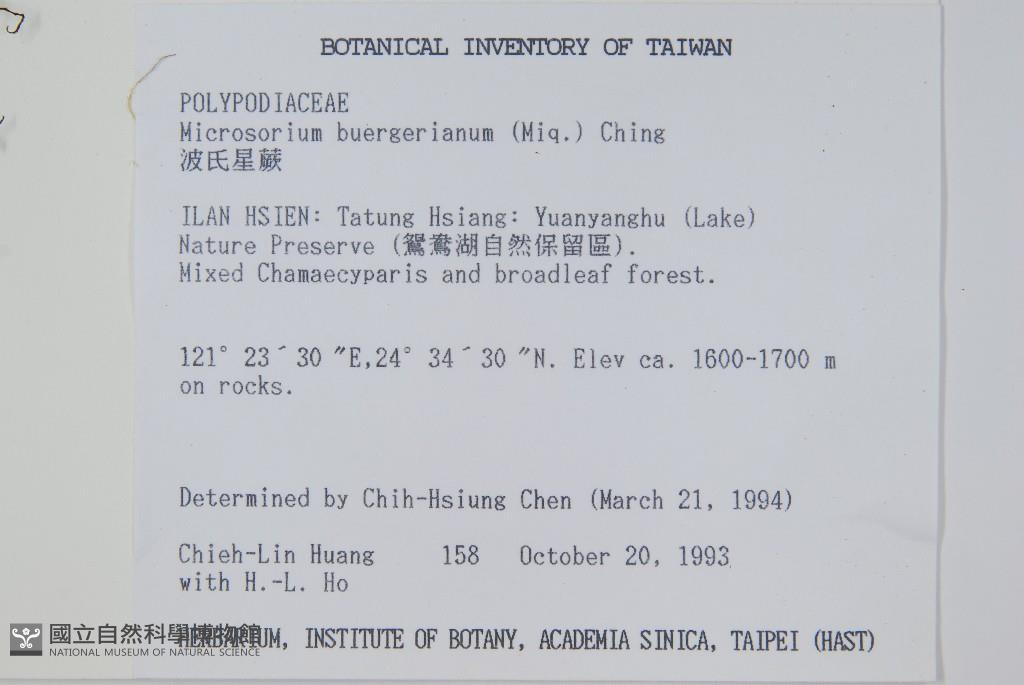 BOTANICAL INVENTORY OF TAIWAN
POLYPODIACEAE
Microsorium buergerianum (Miq.) Ching
波氏星蕨
ILAN HSIEN: Tatung Hsiang: Yuanyanghu (Lake)
Nature Preserve (鴛鴦湖自然保留區).
Mixed Chamaecyparis and broadleaf forest.
121° 23´30 ″E,24° 34´30 ″N. Elev ca. 1600-1700 m
on rocks.
Determined by Chih-Hsiung Chen (March 21, 1994)
Chieh-Lin Huang 158 October 20, 1993
with H.-L. Ho
HERBARIUM, INSTITUTE OF BOTANY, ACADEMIA SINICA, TAIPEI (HAST)
國立自然科學博物館
NATIONAL MUSEUM OF NATURAL SCIENCE